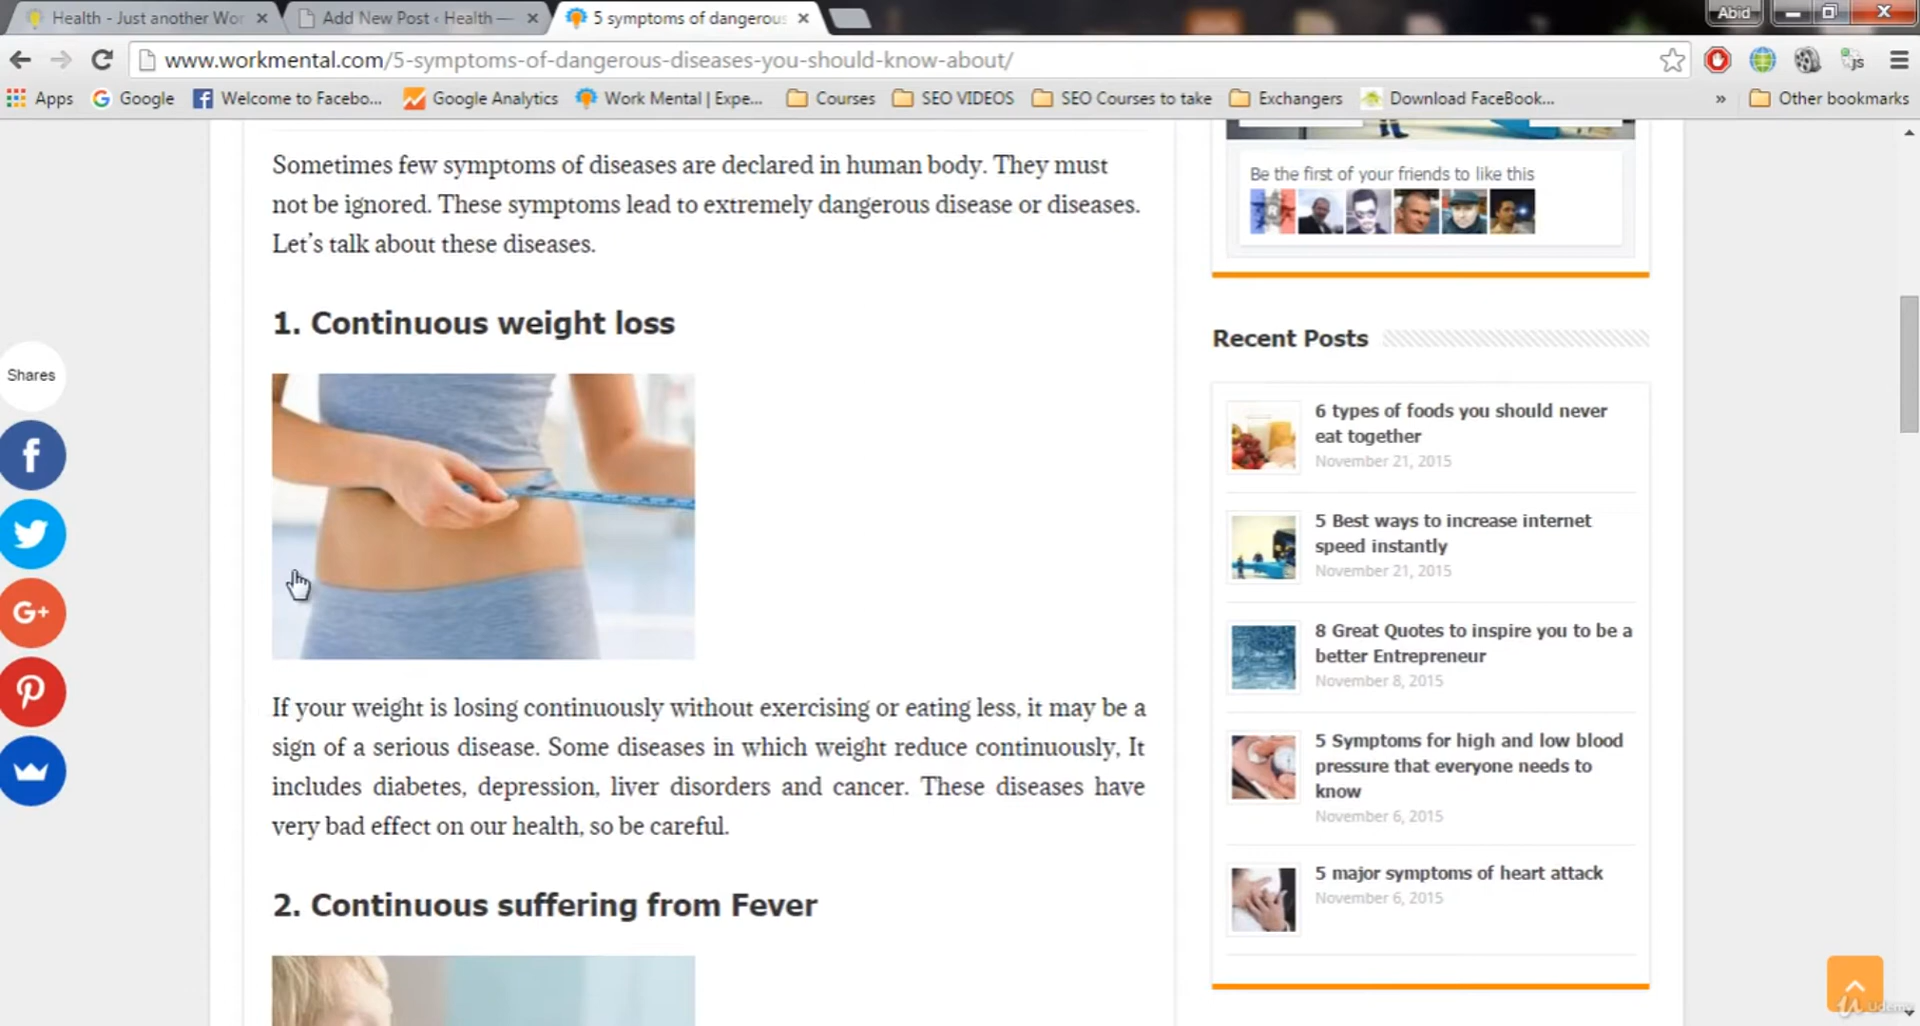 Health - Just another Wor
Add New Post ‹ Health —
5 symptoms of dangerous
Abid
www.workmental.com/5-symptoms-of-dangerous-diseases-you-should-know-about/
Apps
Google
Welcome to Facebo...
Google Analytics
Work Mental | Expe...
Courses
SEO VIDEOS
SEO Courses to take
Exchangers
Download FaceBook...
»
Other bookmarks
Sometimes few symptoms of diseases are declared in human body. They must
not be ignored. These symptoms lead to extremely dangerous disease or diseases.
Let's talk about these diseases.
1. Continuous weight loss
If your weight is losing continuously without exercising or eating less, it may be a
sign of a serious disease. Some diseases in which weight reduce continuously, It
includes diabetes, depression, liver disorders and cancer. These diseases have
very bad effect on our health, so be careful.
2. Continuous suffering from Fever
Shares
f
G+
Be the first of your friends to like this
Recent Posts
6 types of foods you should never
eat together
November 21, 2015
5 Best ways to increase internet
speed instantly
November 21, 2015
8 Great Quotes to inspire you to be a
better Entrepreneur
November 8, 2015
5 Symptoms for high and low blood
pressure that everyone needs to
know
November 6, 2015
5 major symptoms of heart attack
November 6, 2015
Udemy